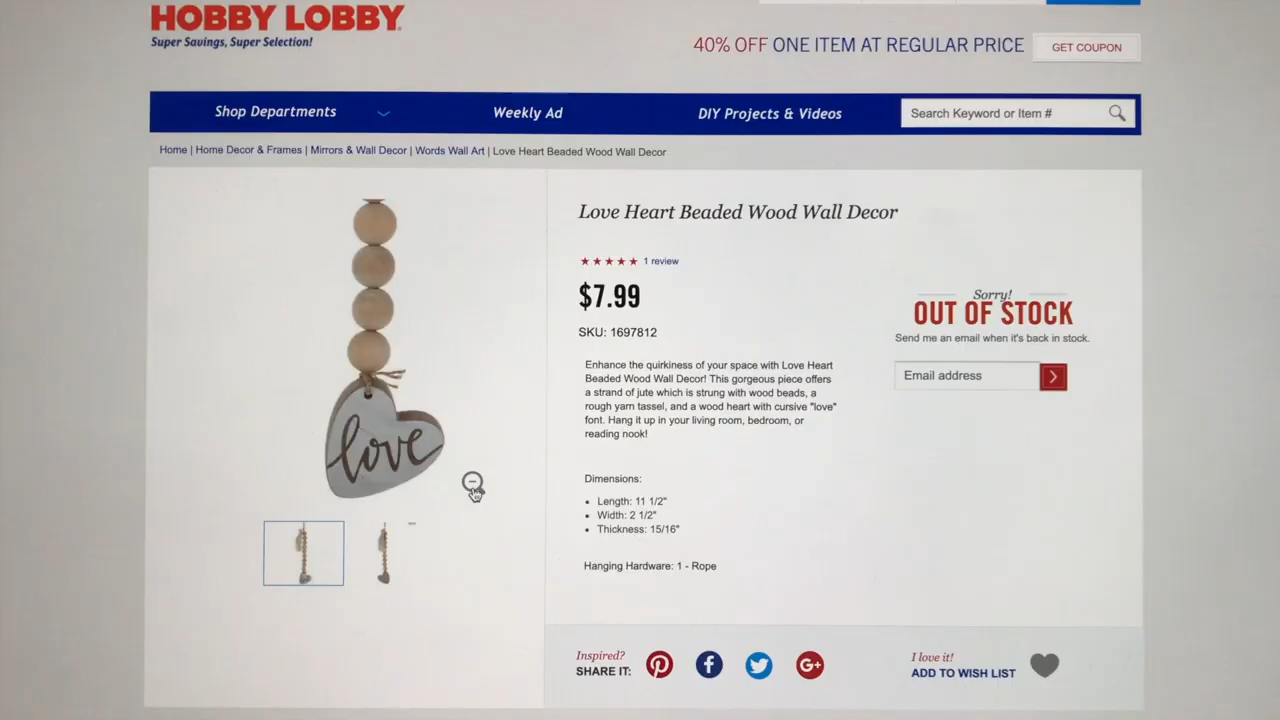 HOBBY LOBBY
Super Savings, Super Selection!
40% OFF ONE ITEM AT REGULAR PRICE
GET COUPON
Shop Departments
Weekly Ad
DIY Projects & Videos
Search Keyword or Item #
Home | Home Decor & Frames | Mirrors & Wall Decor | Words Wall Art | Love Heart Beaded Wood Wall Decor
love
Love Heart Beaded Wood Wall Decor
1 review
$7.99
SKU: 1697812
Enhance the quirkiness of your space with Love Heart
Beaded Wood Wall Decor! This gorgeous piece offers
a strand of jute which is strung with wood beads, a
rough yarn tassel, and a wood heart with cursive "love"
font. Hang it up in your living room, bedroom, or
reading nook!
Dimensions:
• Length: 11 1/2"
• Width: 2 1/2"
• Thickness: 15/16"
Hanging Hardware: 1 - Rope
Sorry!
OUT OF STOCK
Send me an email when it's back in stock.
Email address
Inspired?
SHARE IT:
G+
I love it!
ADD TO WISH LIST